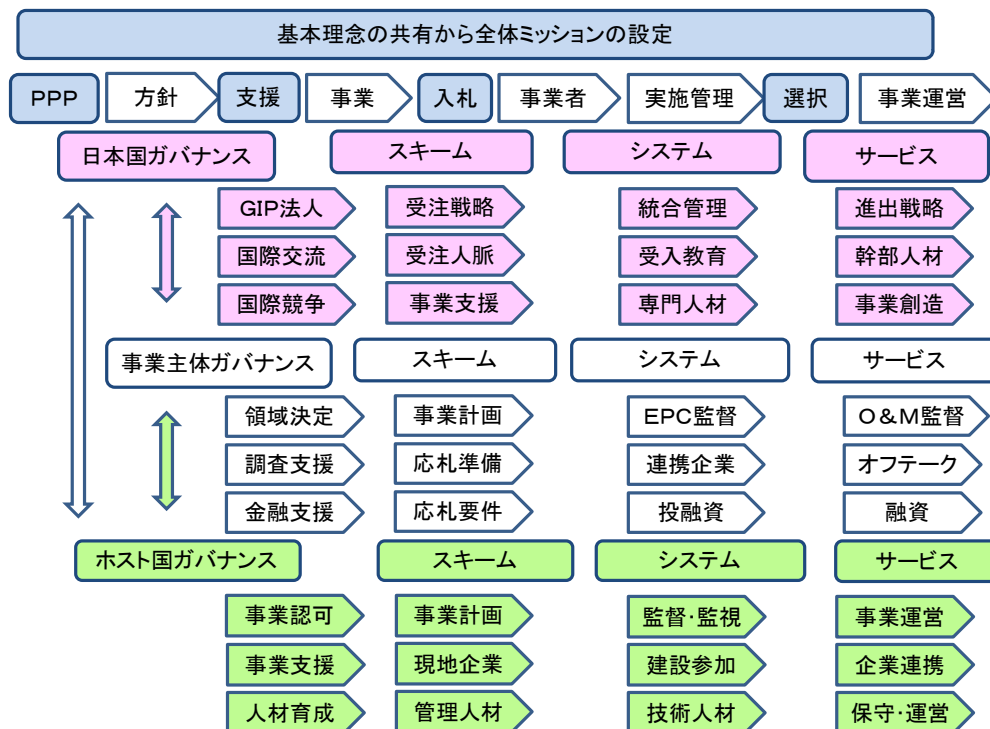 基本理念の共有から全体ミッションの設定
PPP 方針 支援 事業 入札 事業者 実施管理 選択 事業運営
日本国ガバナンス スキーム システム サービス
GIP法人 受注戦略 統合管理 進出戦略
国際交流 受注人脈 受入教育 幹部人材
国際競争 事業支援 専門人材 事業創造
事業主体ガバナンス スキーム システム サービス
領域決定 事業計画 EPC監督 O&M監督
調査支援 応札準備 連携企業 オフテーク
金融支援 応札要件 投融資 融資
ホスト国ガバナンス スキーム システム サービス
事業認可 事業計画 監督・監視 事業運営
事業支援 現地企業 建設参加 企業連携
人材育成 管理人材 技術人材 保守・運営